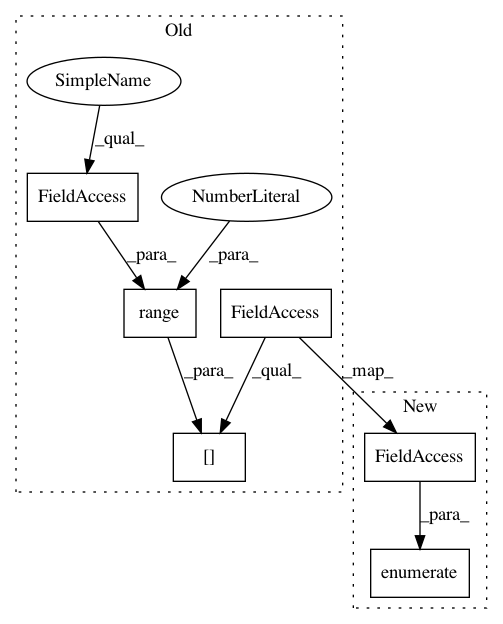 Old
SimpleName
_qual_
FieldAccess
NumberLiteral
_para_
_para_
range
FieldAccess
_para_
_qual_
_map_
New
[]
FieldAccess
_para_
enumerate